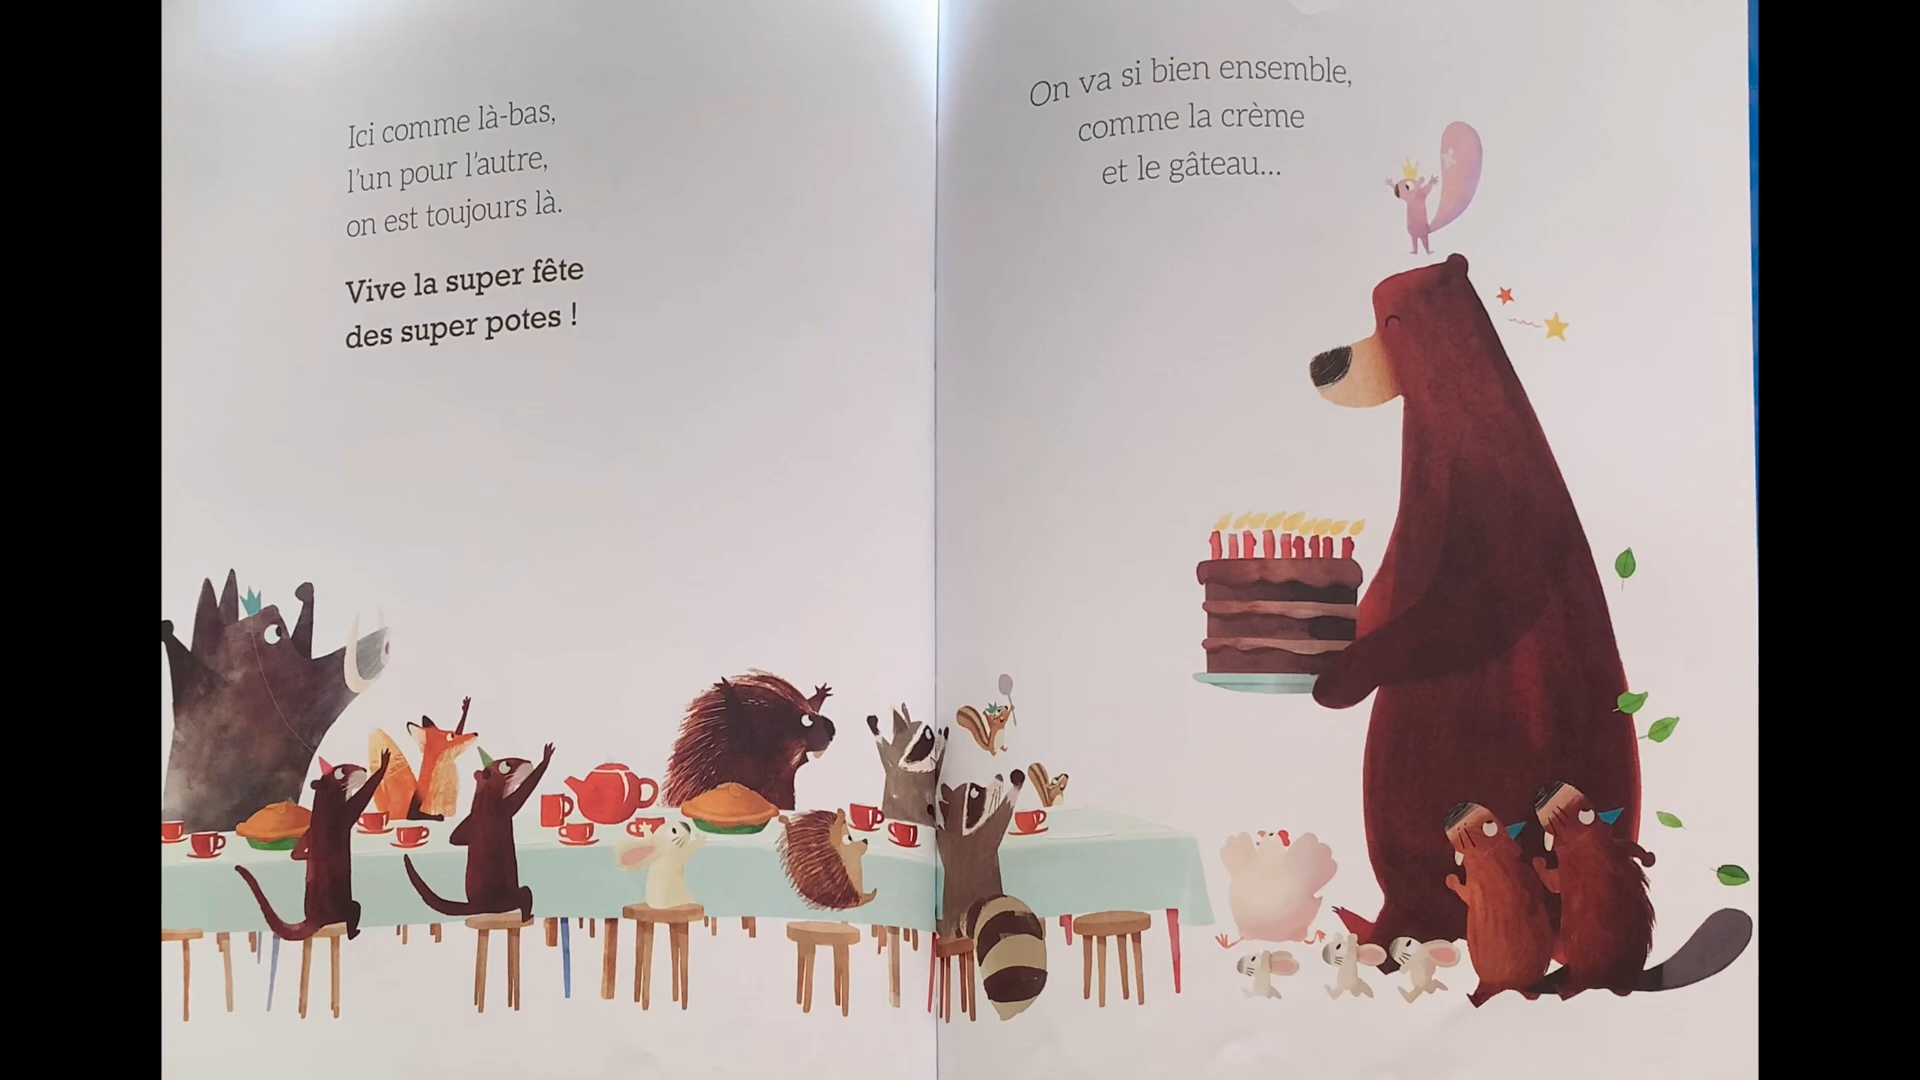 Ici comme là-bas,
l'un pour l'autre,
on est toujours là.
Vive la super fête
des super potes !
On va si bien ensemble,
comme la crème
et le gâteau...